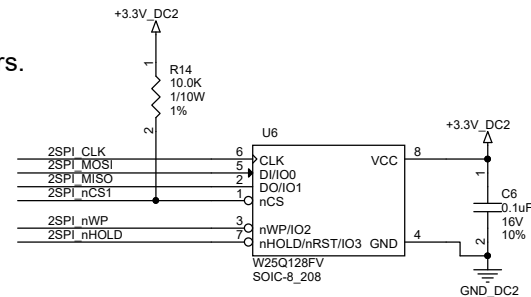 +3.3V_DC2
rs.
1
R14
10.0K
1/10W
1%
2
+3.3V_DC2
U6
2SPI_CLK 6 CLK VCC 8
2SPI_MOSI 5 DI/IO0
2SPI_MISO 2 DO/IO1
2SPI_nCS1 1 nCS
1
C6
0.1uF
16V
10%
2
2SPI_nWP 3 nWP/IO2
2SPI_nHOLD 7 nHOLD/nRST/IO3 GND 4
W25Q128FV
SOIC-8_208
GND_DC2